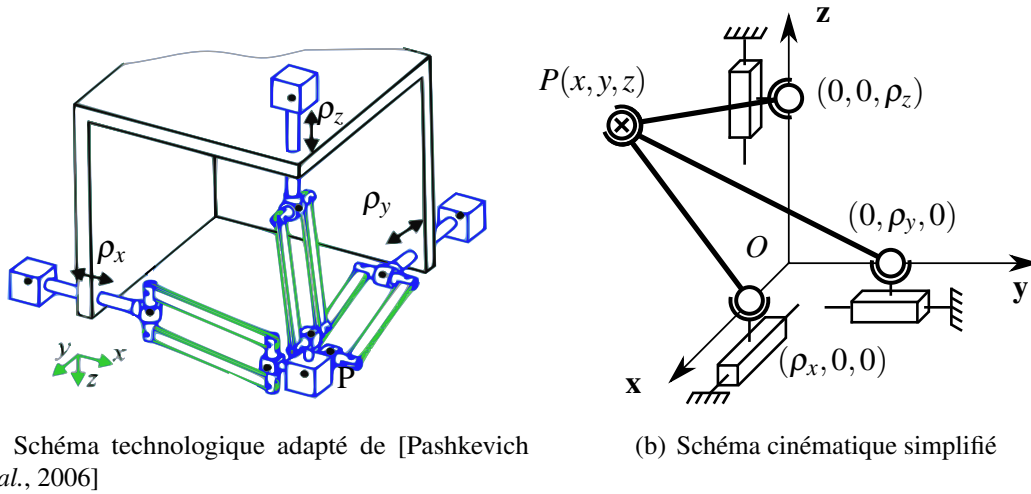 z
P(x,y,z)
(0,0,ρz)
ρz
ρy
(0,ρy,0)
ρx
O
y
y x
z
P
x
(ρx,0,0)
Schéma technologique adapté de [Pashkevich
al., 2006]
(b) Schéma cinématique simplifié